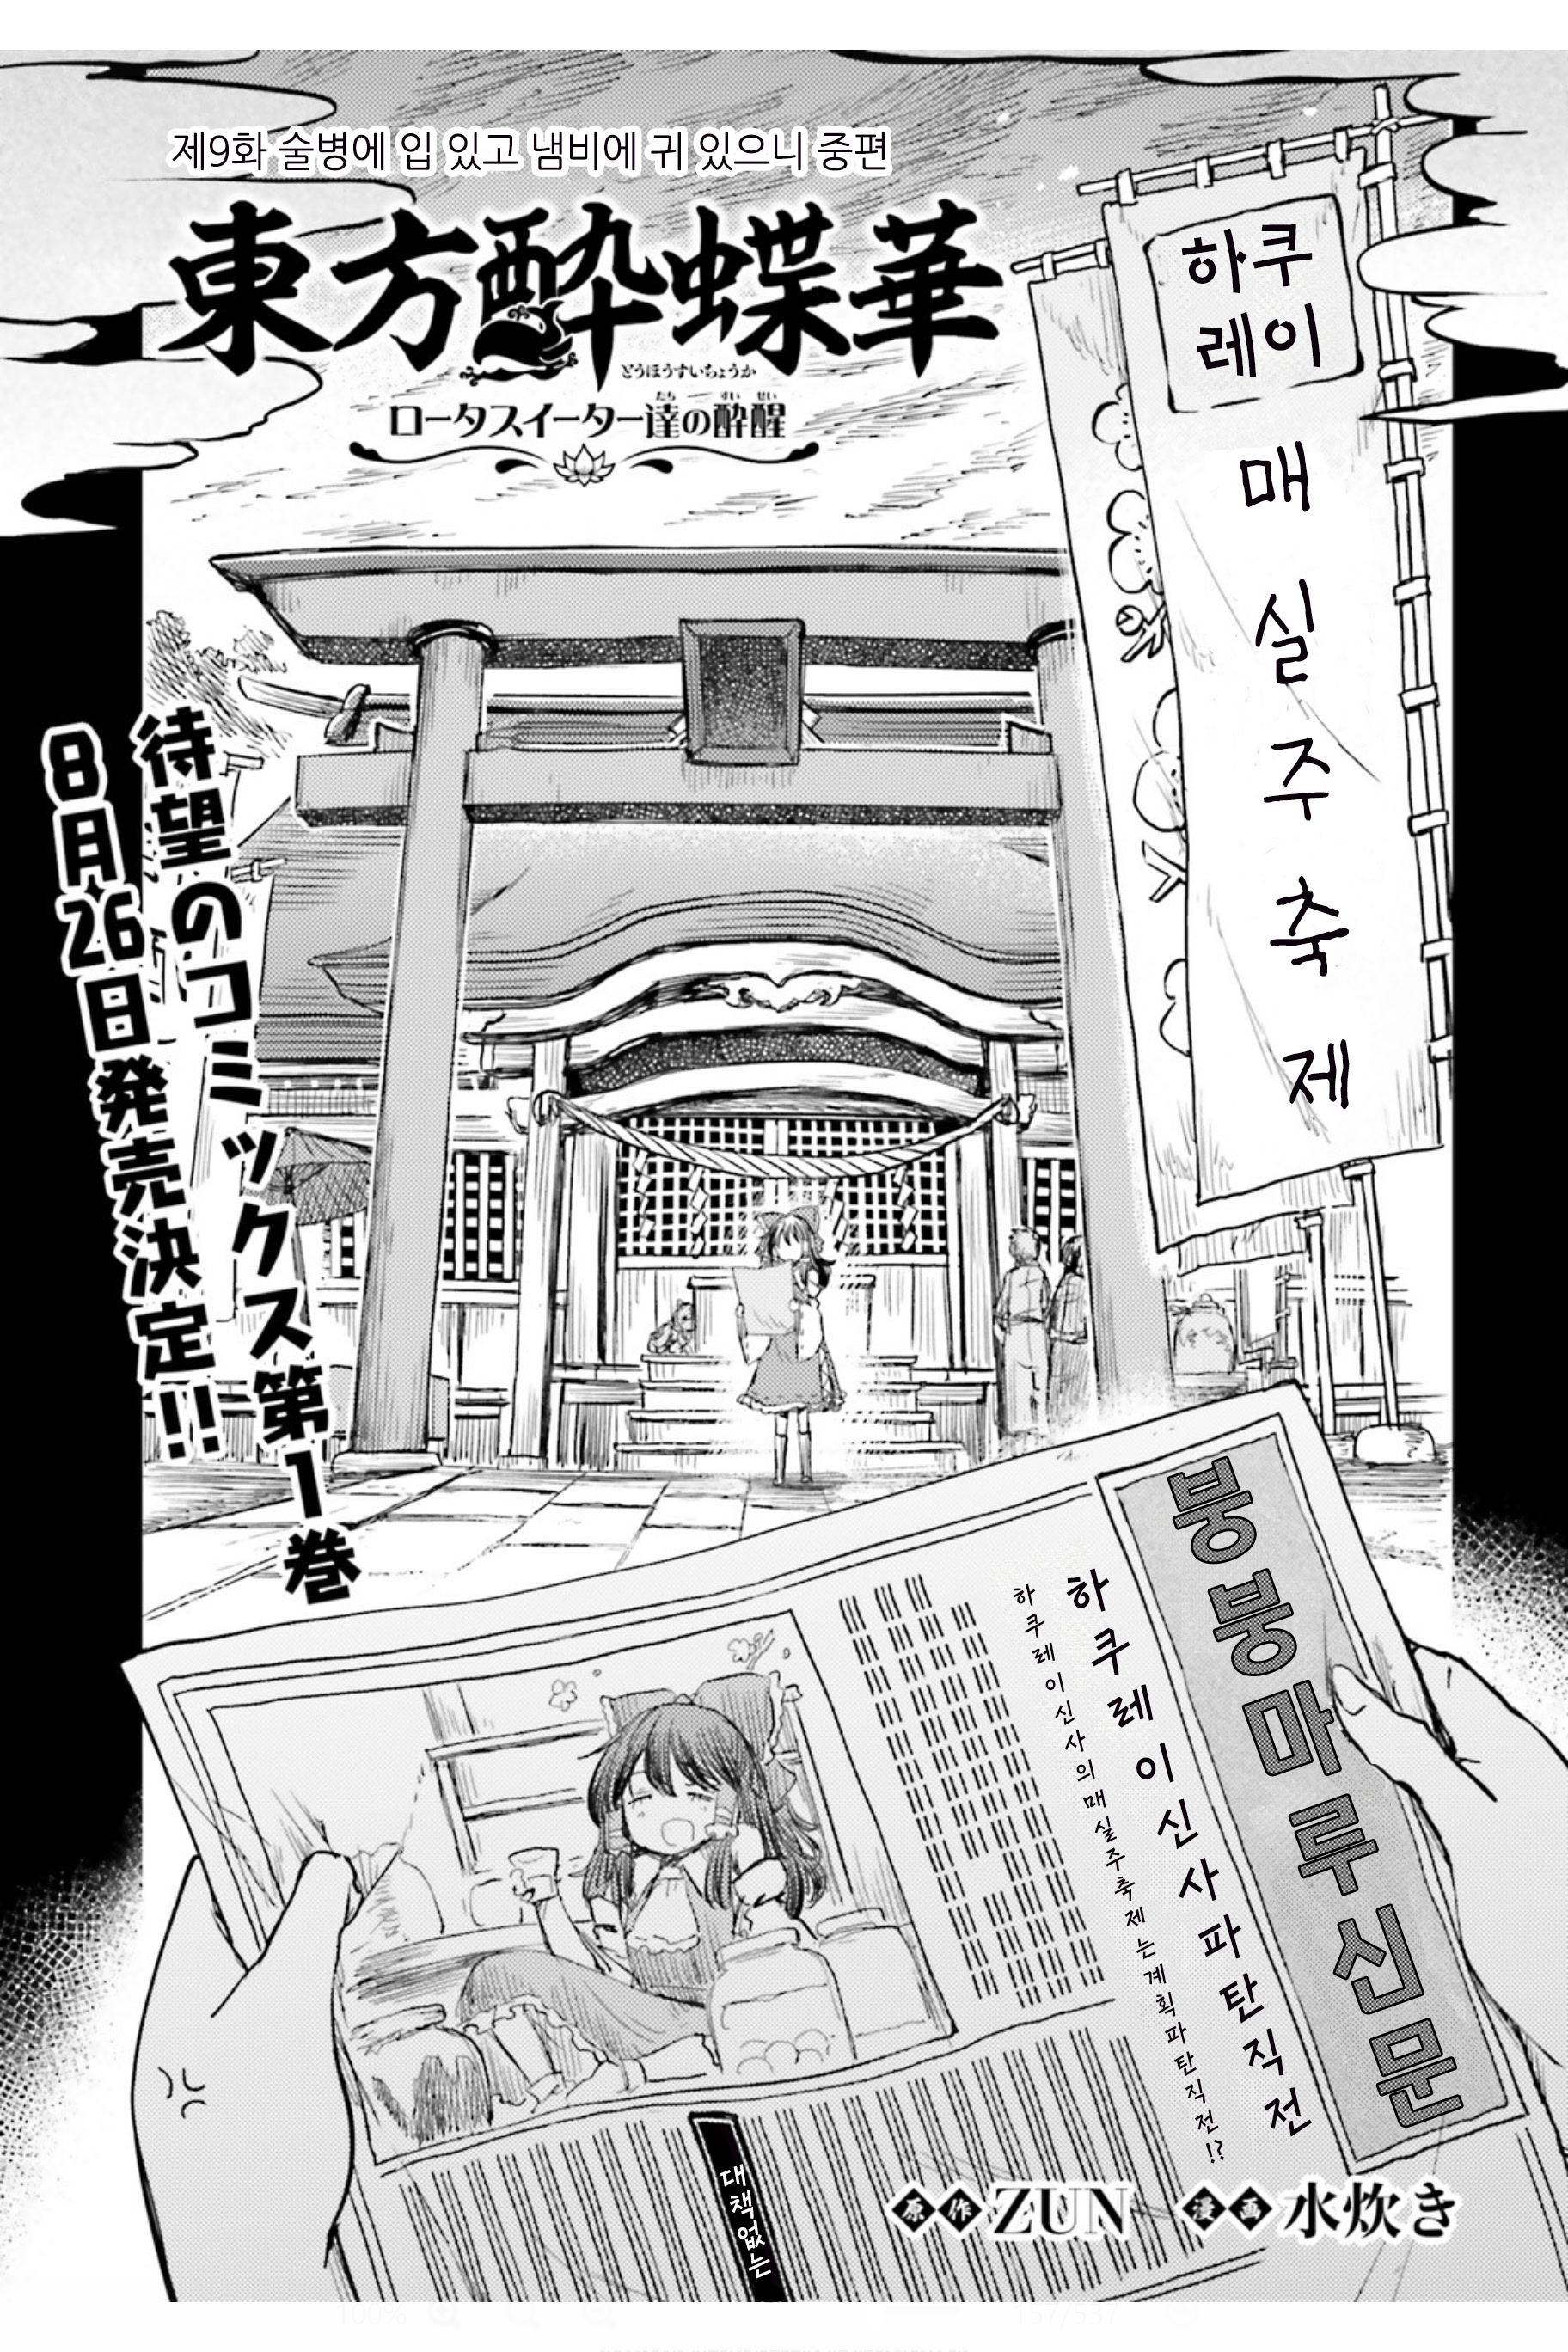 제9화 술병에 입 있고 냄비에 귀 있으니 중편
東方酔蝶華
どうほうすいちょうか
ロータスイーター達の酔醒
たち すい せい
하쿠
레이
매실주축제
待望のコミックス第1巻
8月26日発売決定!!
붕붕마루신문
하쿠레이신사파탄직전
하쿠레이신사의매실주축제는계획파탄직전!?
대책없는
原作 ZUN 漫画 水炊き